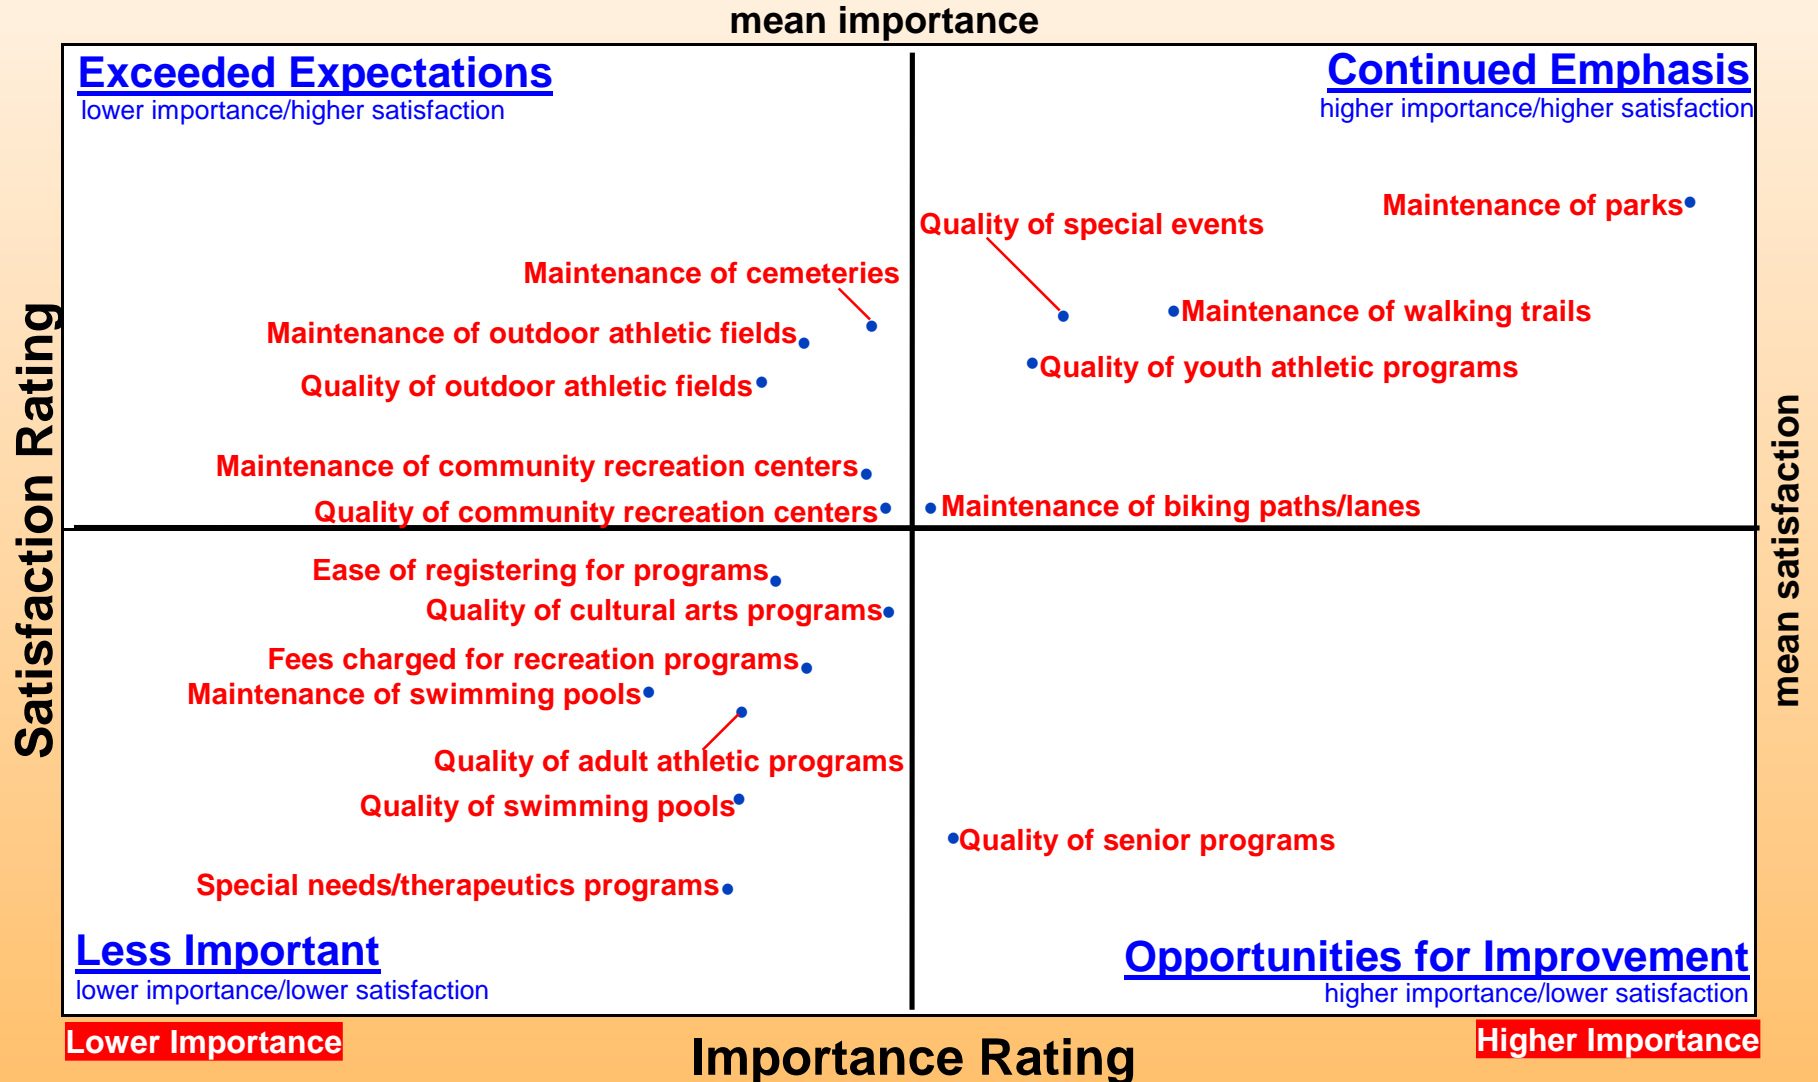 mean importance
Exceeded Expectations
lower importance/higher satisfaction
Continued Emphasis
higher importance/higher satisfaction
Maintenance of parks
Quality of special events
Maintenance of cemeteries
Maintenance of walking trails
Maintenance of outdoor athletic fields
Quality of youth athletic programs
Quality of outdoor athletic fields
Maintenance of community recreation centers
Quality of community recreation centers
Maintenance of biking paths/lanes
Satisfaction Rating
mean satisfaction
Ease of registering for programs
Quality of cultural arts programs
Fees charged for recreation programs
Maintenance of swimming pools
Quality of adult athletic programs
Quality of swimming pools
Quality of senior programs
Special needs/therapeutics programs
Less Important
lower importance/lower satisfaction
Opportunities for Improvement
higher importance/lower satisfaction
Lower Importance
Importance Rating
Higher Importance